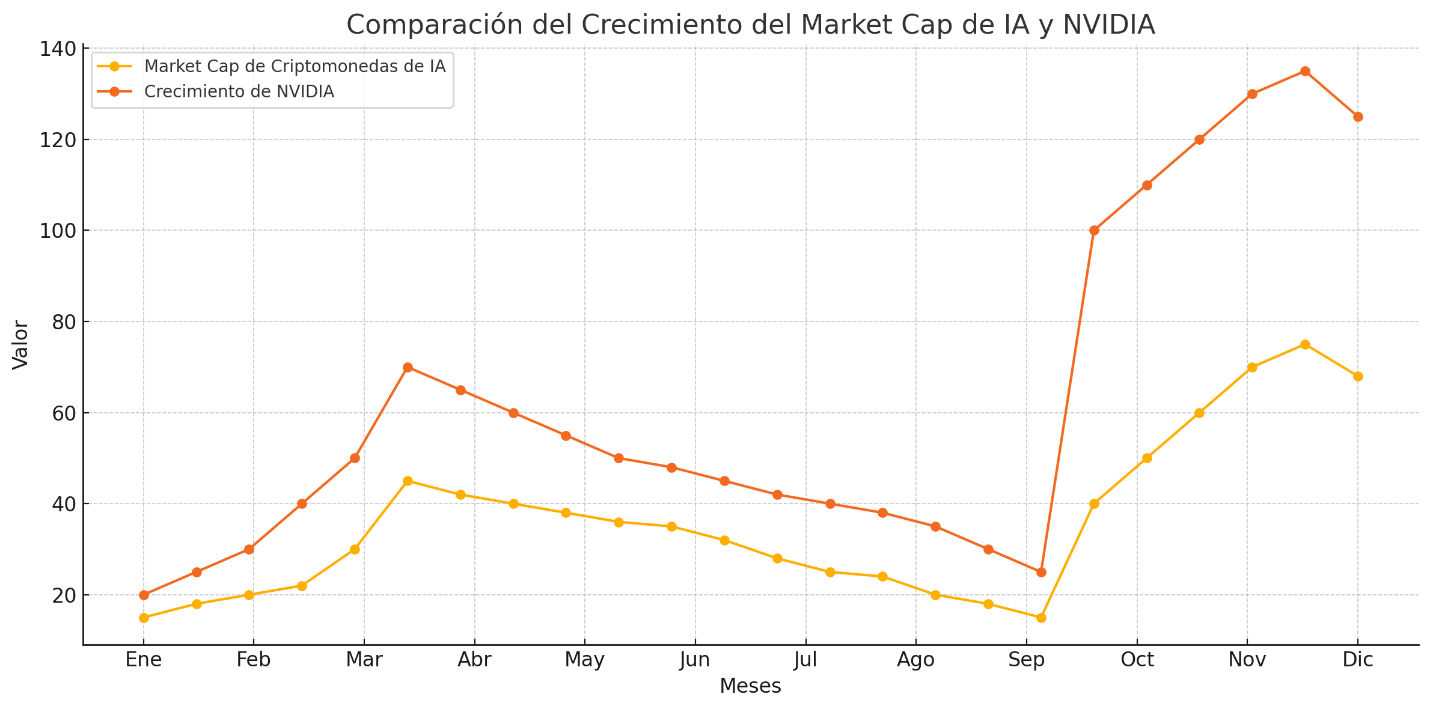 Comparación del Crecimiento del Market Cap de IA y NVIDIA
Market Cap de Criptomonedas de IA
Crecimiento de NVIDIA
140
120
100
80
60
40
20
Valor
Ene Feb Mar Abr May Jun Jul Ago Sep Oct Nov Dic
Meses